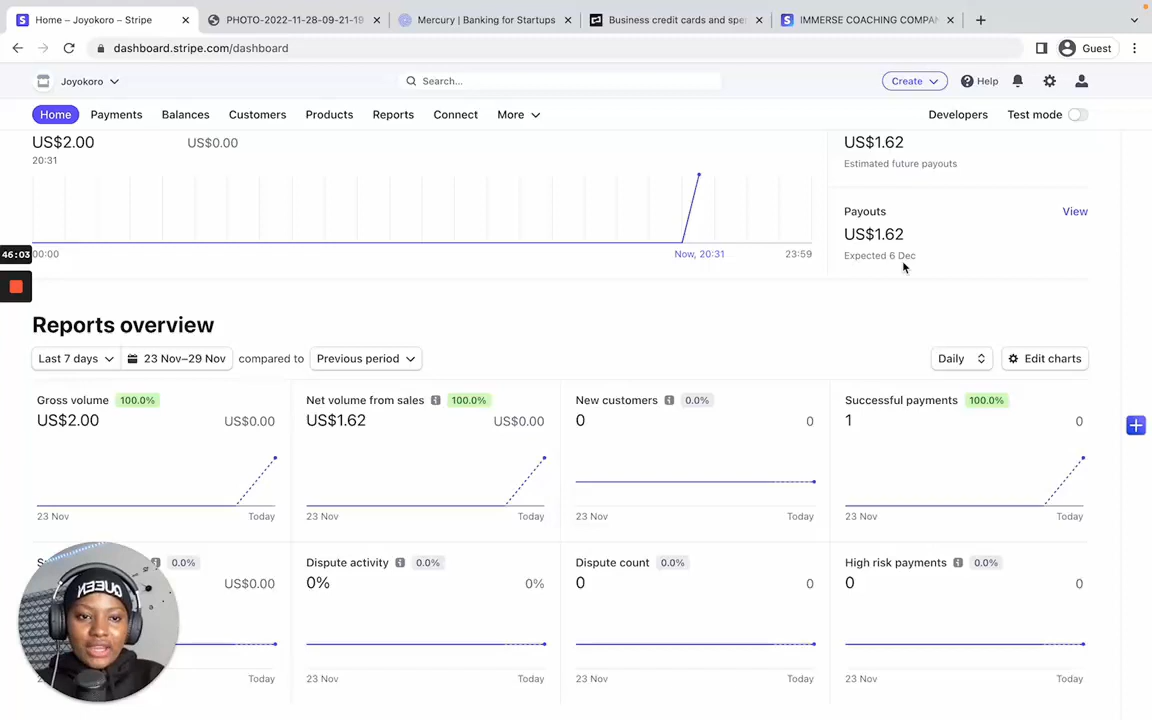 Home – Joyokoro – Stripe
PHOTO-2022-11-28-09-21-19
Mercury | Banking for Startups
Business credit cards and spe
IMMERSE COACHING COMPAN
dashboard.stripe.com/dashboard
Guest
Joyokoro
Search...
Create
Help
Home Payments Balances Customers Products Reports Connect More
Developers Test mode
US$2.00 US$0.00
20:31
US$1.62
Estimated future payouts
Payouts View
US$1.62
Expected 6 Dec
46:03
00:00 Now, 20:31 23:59
Reports overview
Last 7 days 23 Nov–29 Nov compared to Previous period
Daily Edit charts
Gross volume 100.0%
US$2.00 US$0.00
23 Nov Today
Net volume from sales 100.0%
US$1.62 US$0.00
23 Nov Today
New customers 0.0%
0 0
23 Nov Today
Successful payments 100.0%
1 0
23 Nov Today
0.0%
US$0.00
Today
Dispute activity 0.0%
0% 0%
23 Nov Today
Dispute count 0.0%
0 0
23 Nov Today
High risk payments 0.0%
0 0
23 Nov Today
QUEEN